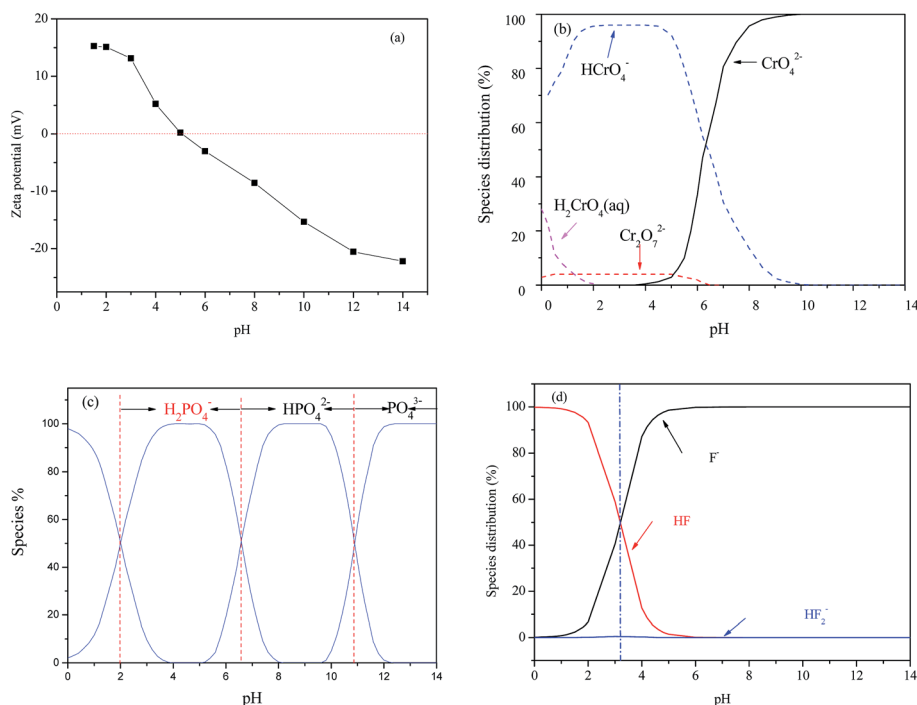 (a)
Zeta potential (mV)
20
10
0
-10
-20
0 2 4 6 8 10 12 14
pH
(b)
Species distribution (%)
100
80
60
40
20
0
HCrO₄⁻
CrO₄²⁻
H₂CrO₄(aq)
Cr₂O₇²⁻
0 2 4 6 8 10 12 14
pH
(c)
H₂PO₄⁻ HPO₄²⁻ PO₄³⁻
Species %
100
80
60
40
20
0
0 2 4 6 8 10 12 14
pH
(d)
Species distribution (%)
100
80
60
40
20
0
F⁻
HF
HF₂⁻
0 2 4 6 8 10 12 14
pH